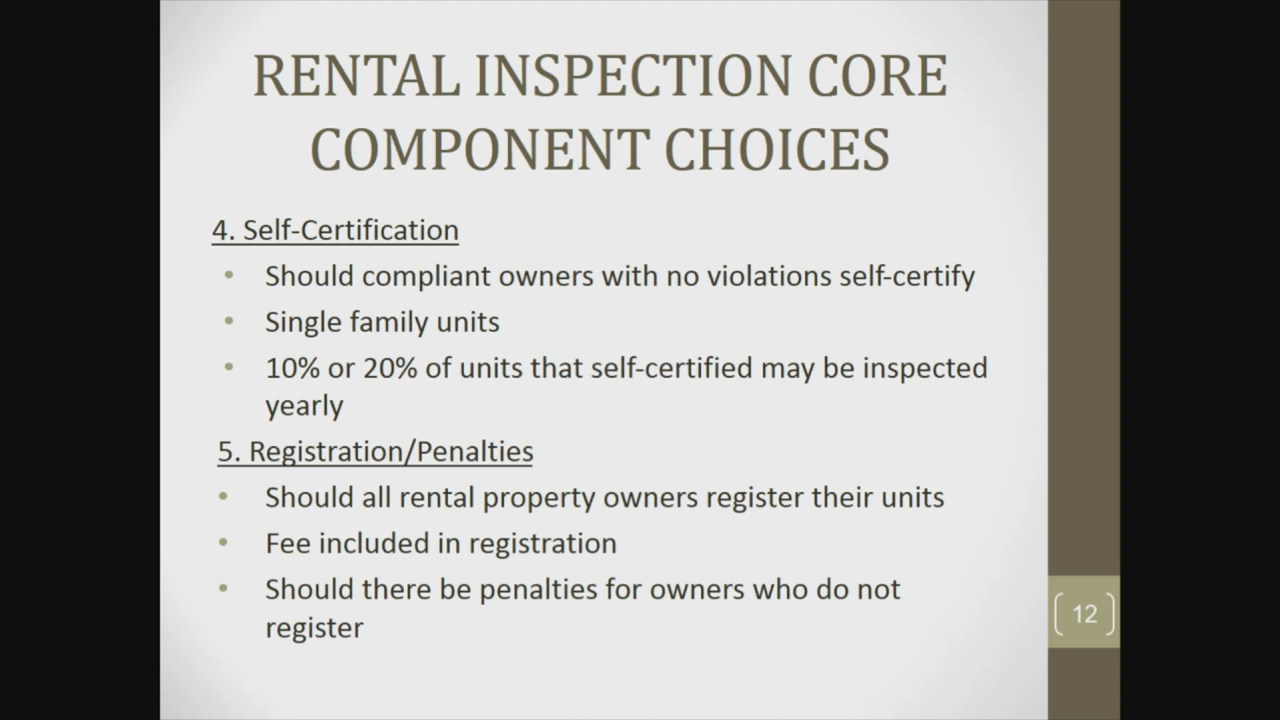 RENTAL INSPECTION CORE
COMPONENT CHOICES
4. Self-Certification
• Should compliant owners with no violations self-certify
• Single family units
• 10% or 20% of units that self-certified may be inspected
yearly
5. Registration/Penalties
• Should all rental property owners register their units
• Fee included in registration
• Should there be penalties for owners who do not
register
12